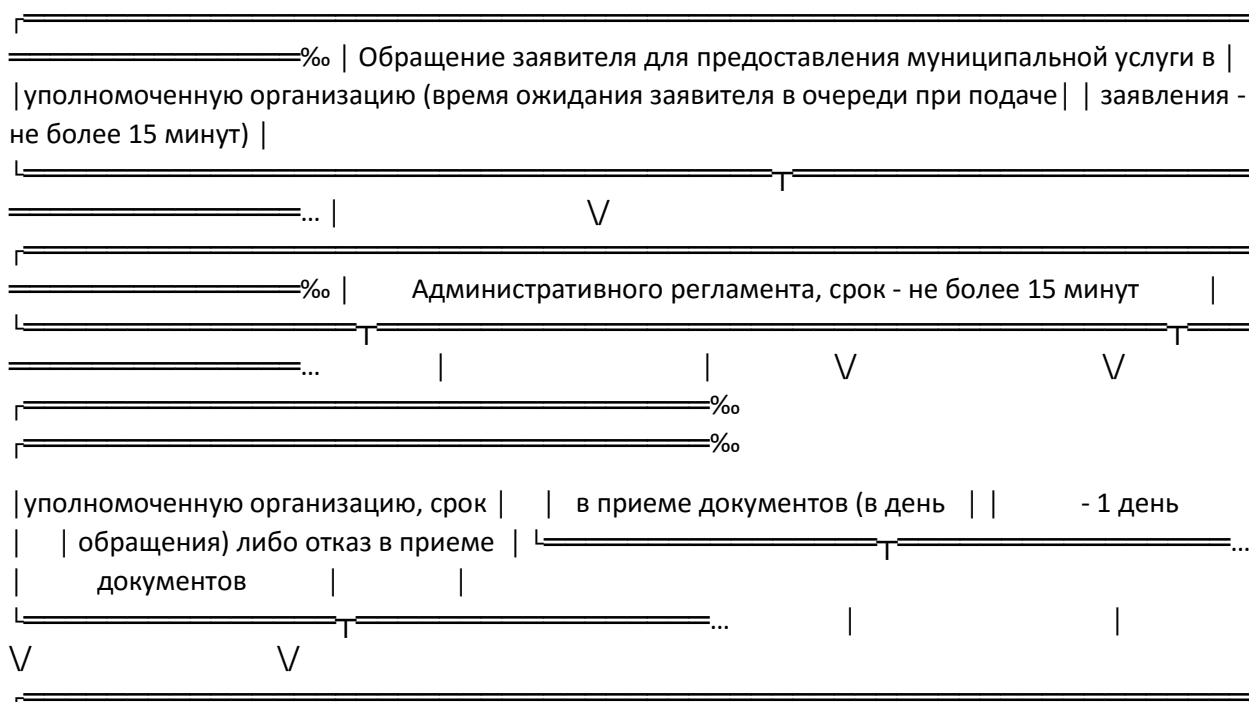 ┌══════════════════════════════════════════════════════════
══════════════‰ │ Обращение заявителя для предоставления муниципальной услуги в │
│уполномоченную организацию (время ожидания заявителя в очереди при подаче│ │ заявления -
не более 15 минут) │
└════════════════════════════════════┬═════════════════════
══════════════... │ \/
┌══════════════════════════════════════════════════════════
══════════════‰ │ Административного регламента, срок - не более 15 минут │
└════════════════┬══════════════════════════════════════┬═══
══════════════... │ │ \/ \/
┌═════════════════════════════════‰
┌═════════════════════════════════‰
│уполномоченную организацию, срок │ │ в приеме документов (в день │ │ - 1 день
│ │ обращения) либо отказ в приеме │ └════════════════┬════════════════...
│ документов │ │
└═══════════════┬═════════════════... │ │
\/ \/
┌══════════════════════════════════════════════════════════